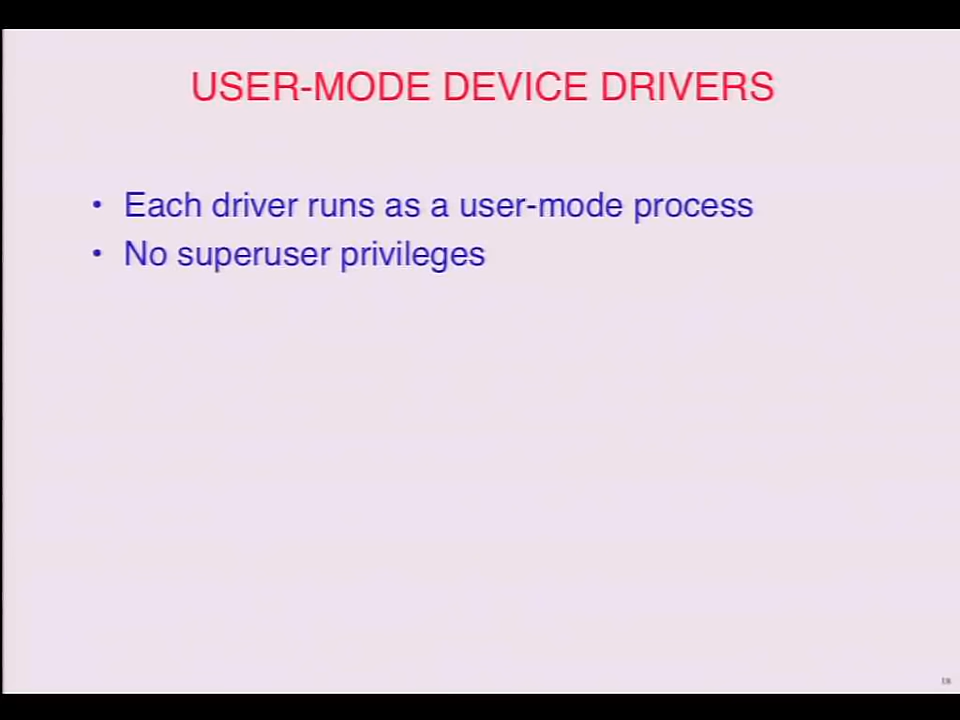 USER-MODE DEVICE DRIVERS
• Each driver runs as a user-mode process
• No superuser privileges